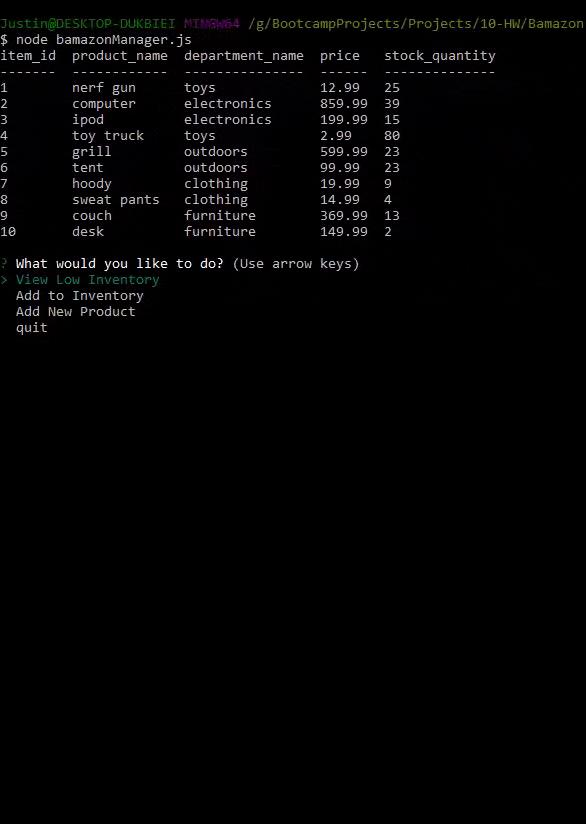 Justin@DESKTOP-DUKBIEI MINGW64 /g/BootcampProjects/Projects/10-HW/Bamazon
$ node bamazonManager.js
item_id  product_name  department_name  price   stock_quantity
-------  ------------  ---------------  ------  --------------
1        nerf gun      toys             12.99   25
2        computer      electronics      859.99  39
3        ipod          electronics      199.99  15
4        toy truck     toys             2.99    80
5        grill         outdoors         599.99  23
6        tent          outdoors         99.99   23
7        hoody         clothing         19.99   9
8        sweat pants   clothing         14.99   4
9        couch         furniture        369.99  13
10       desk          furniture        149.99  2
? What would you like to do? (Use arrow keys)
> View Low Inventory
  Add to Inventory
  Add New Product
  quit